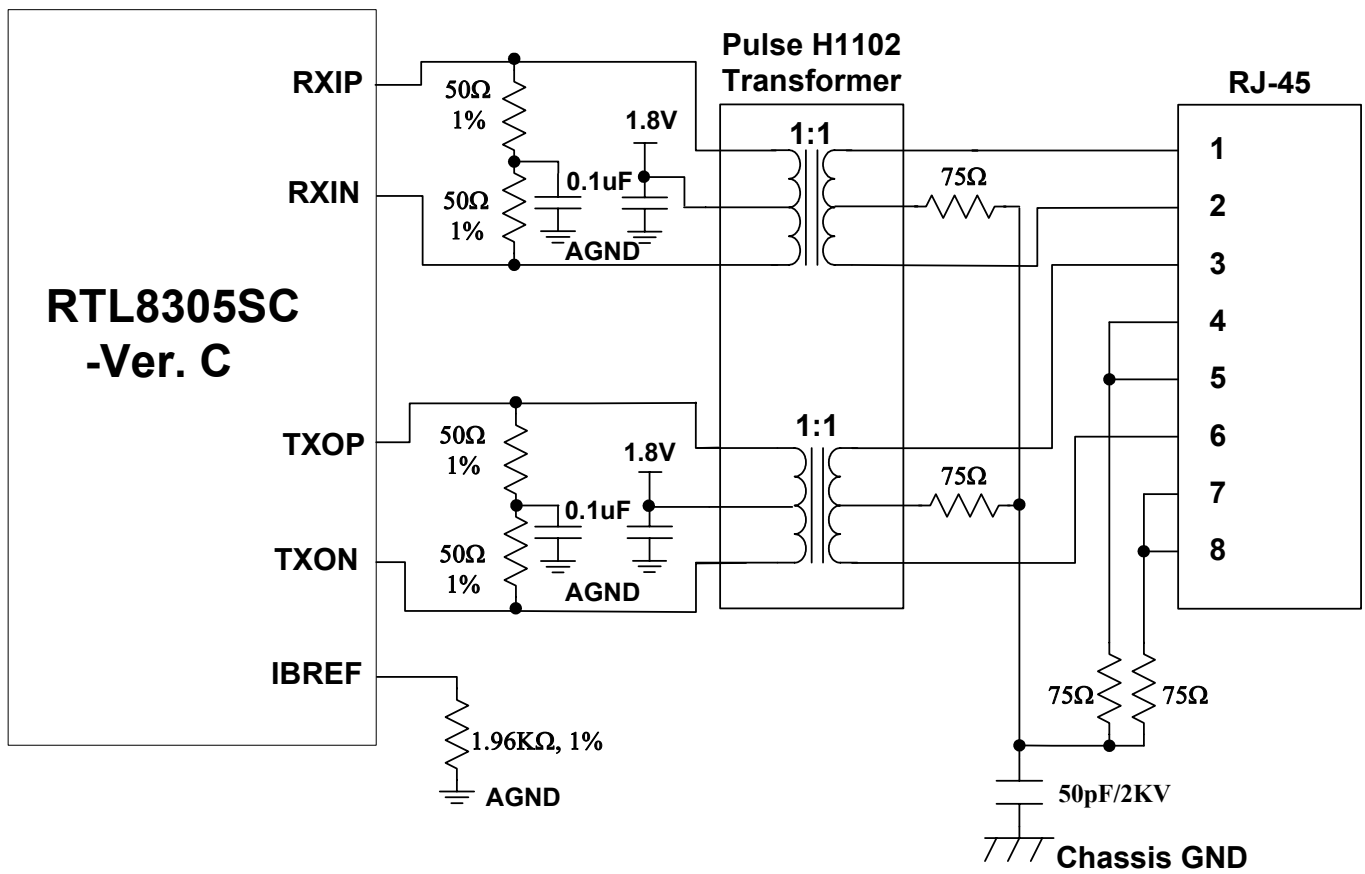 Pulse H1102
Transformer
RJ-45
RXIP
50Ω
1%
1.8V
1:1
1
RXIN
50Ω
1%
0.1uF
AGND
75Ω
2
3
RTL8305SC
-Ver. C
4
5
TXOP
50Ω
1%
1.8V
1:1
6
0.1uF
75Ω
7
TXON
50Ω
1%
AGND
8
IBREF
1.96KΩ, 1%
AGND
75Ω
75Ω
50pF/2KV
Chassis GND